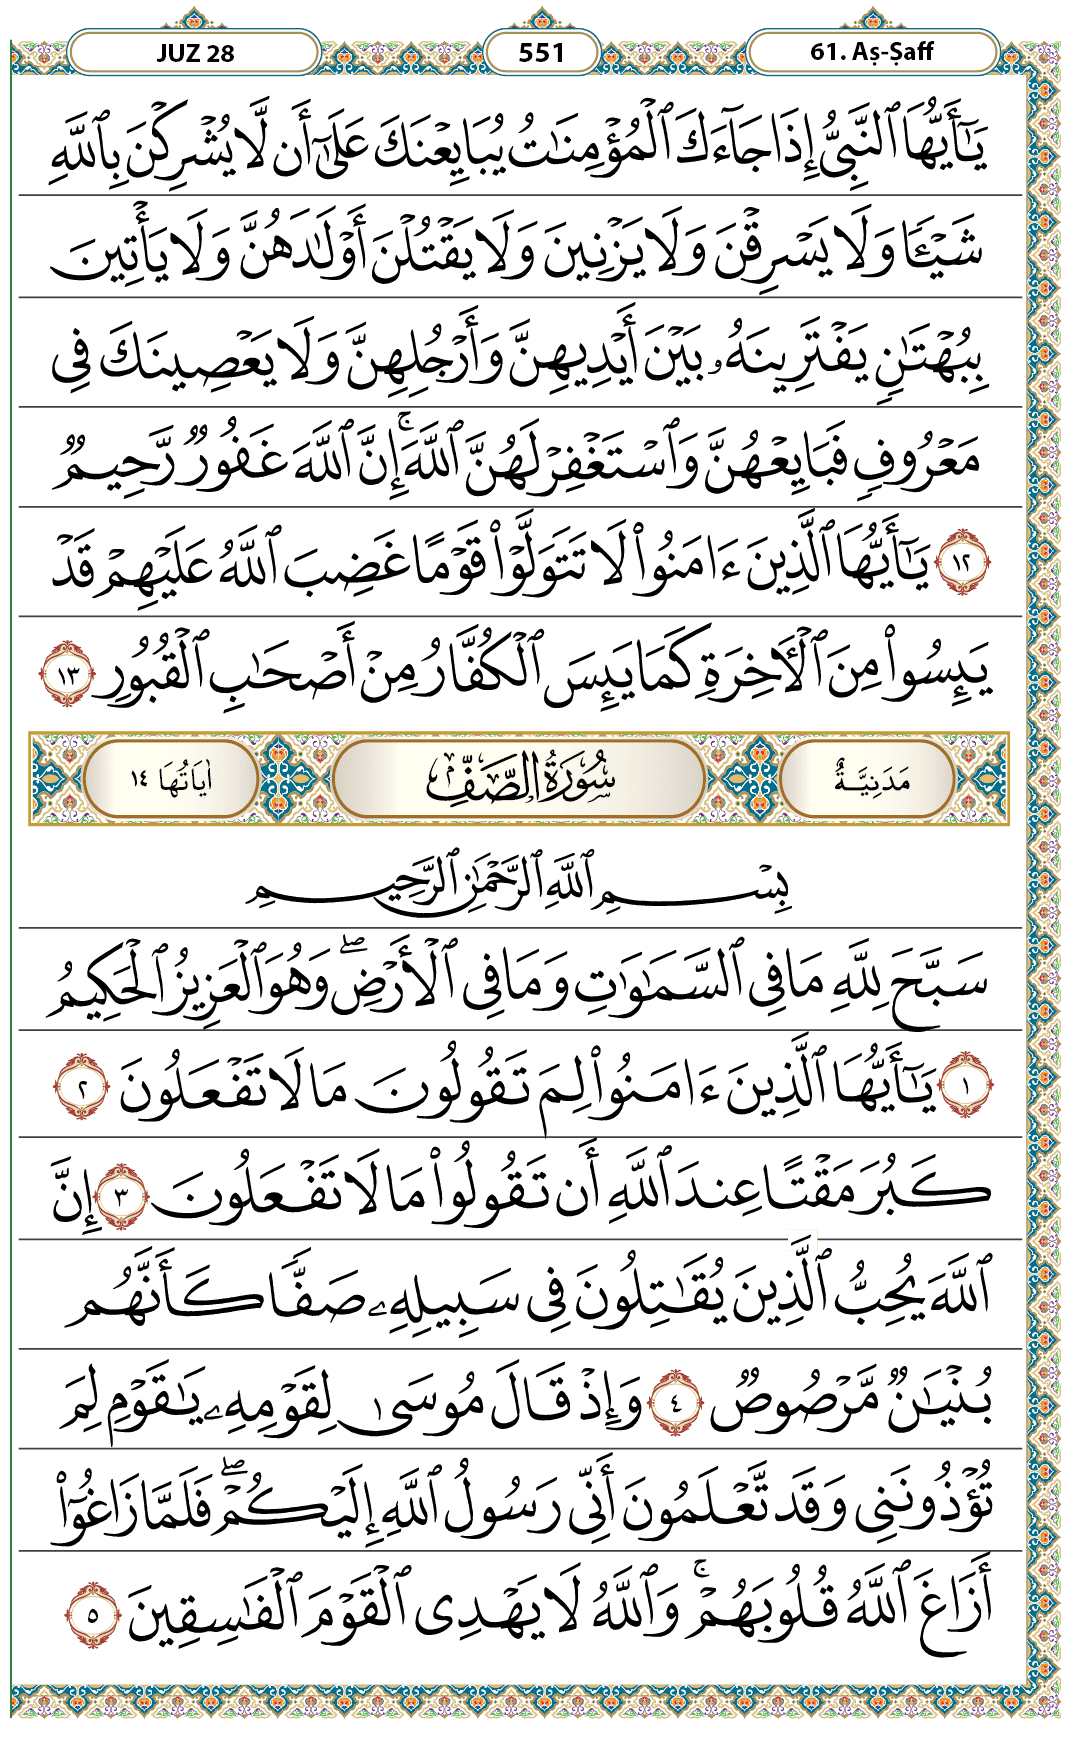 JUZ 28 551 61. Aṣ-Ṣaff
يَـٰٓأَيُّهَا ٱلنَّبِىُّ إِذَا جَآءَكَ ٱلْمُؤْمِنَـٰتُ يُبَايِعْنَكَ عَلَىٰٓ أَن لَّا يُشْرِكْنَ بِٱللَّهِ
شَيْـًٔا وَلَا يَسْرِقْنَ وَلَا يَزْنِينَ وَلَا يَقْتُلْنَ أَوْلَـٰدَهُنَّ وَلَا يَأْتِينَ
بِبُهْتَـٰنٍ يَفْتَرِينَهُۥ بَيْنَ أَيْدِيهِنَّ وَأَرْجُلِهِنَّ وَلَا يَعْصِينَكَ فِى
مَعْرُوفٍ فَبَايِعْهُنَّ وَٱسْتَغْفِرْ لَهُنَّ ٱللَّهَ ۚ إِنَّ ٱللَّهَ غَفُورٌ رَّحِيمٌ
١٢ يَـٰٓأَيُّهَا ٱلَّذِينَ ءَامَنُوا۟ لَا تَتَوَلَّوْا۟ قَوْمًا غَضِبَ ٱللَّهُ عَلَيْهِمْ قَدْ
يَئِسُوا۟ مِنَ ٱلْـَٔاخِرَةِ كَمَا يَئِسَ ٱلْكُفَّارُ مِنْ أَصْحَـٰبِ ٱلْقُبُورِ ١٣
مَدَنِيَّةٌ سُورَةُ الصَّفِّ اٰيَاتُهَا ١٤
بِسْمِ ٱللَّهِ ٱلرَّحْمَـٰنِ ٱلرَّحِيمِ
سَبَّحَ لِلَّهِ مَا فِى ٱلسَّمَـٰوَٰتِ وَمَا فِى ٱلْأَرْضِ ۖ وَهُوَ ٱلْعَزِيزُ ٱلْحَكِيمُ
١ يَـٰٓأَيُّهَا ٱلَّذِينَ ءَامَنُوا۟ لِمَ تَقُولُونَ مَا لَا تَفْعَلُونَ ٢
كَبُرَ مَقْتًا عِندَ ٱللَّهِ أَن تَقُولُوا۟ مَا لَا تَفْعَلُونَ ٣ إِنَّ
ٱللَّهَ يُحِبُّ ٱلَّذِينَ يُقَـٰتِلُونَ فِى سَبِيلِهِۦ صَفًّا كَأَنَّهُم
بُنْيَـٰنٌ مَّرْصُوصٌ ٤ وَإِذْ قَالَ مُوسَىٰ لِقَوْمِهِۦ يَـٰقَوْمِ لِمَ
تُؤْذُونَنِى وَقَد تَّعْلَمُونَ أَنِّى رَسُولُ ٱللَّهِ إِلَيْكُمْ ۖ فَلَمَّا زَاغُوٓا۟
أَزَاغَ ٱللَّهُ قُلُوبَهُمْ ۚ وَٱللَّهُ لَا يَهْدِى ٱلْقَوْمَ ٱلْفَـٰسِقِينَ ٥